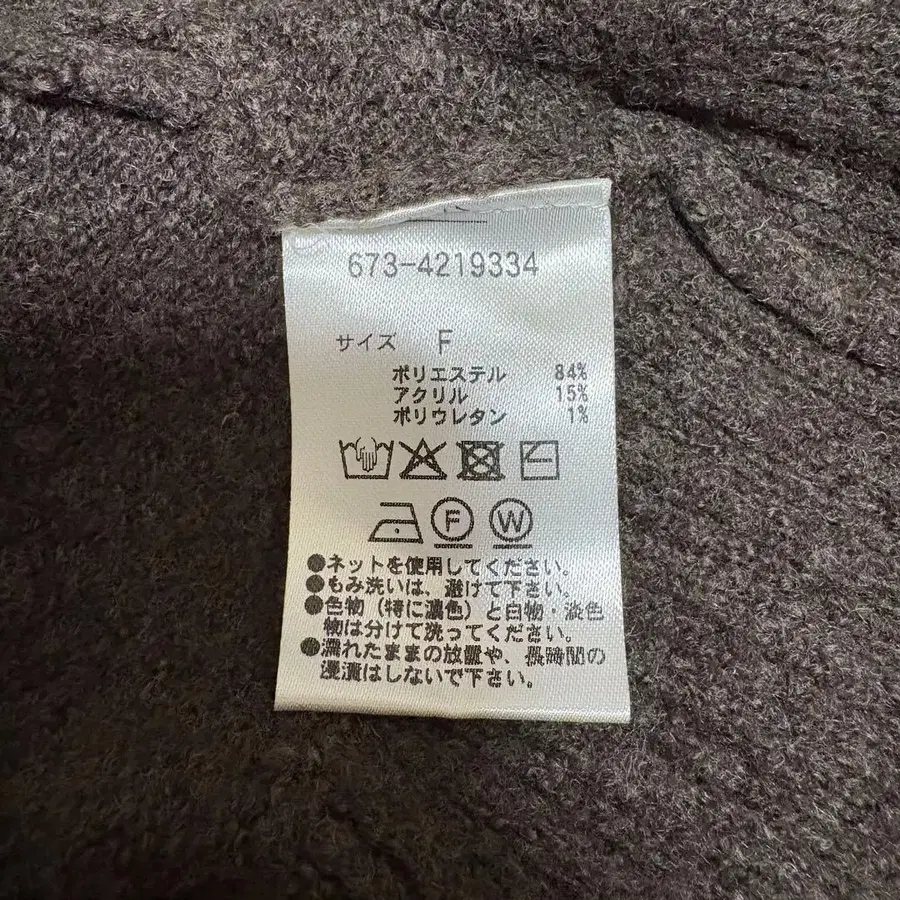 673-4219334
サイズ F
ポリエステル 84%
アクリル 15%
ポリウレタン 1%
F W
●ネットを使用してください。
●もみ洗いは、避けて下さい。
●色物（特に濃色）と白物・淡色
物は分けて洗ってください。
●濡れたままの放置や、長時間の
浸漬はしないで下さい。